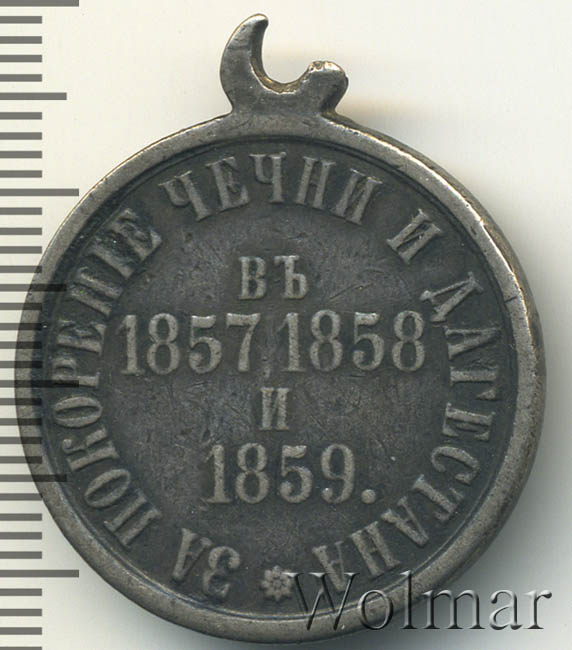 ЗА ПОКОРЕНІЕ ЧЕЧНИ И ДАГЕСТАНА
ВЪ
1857, 1858
И
1859.
Wolmar